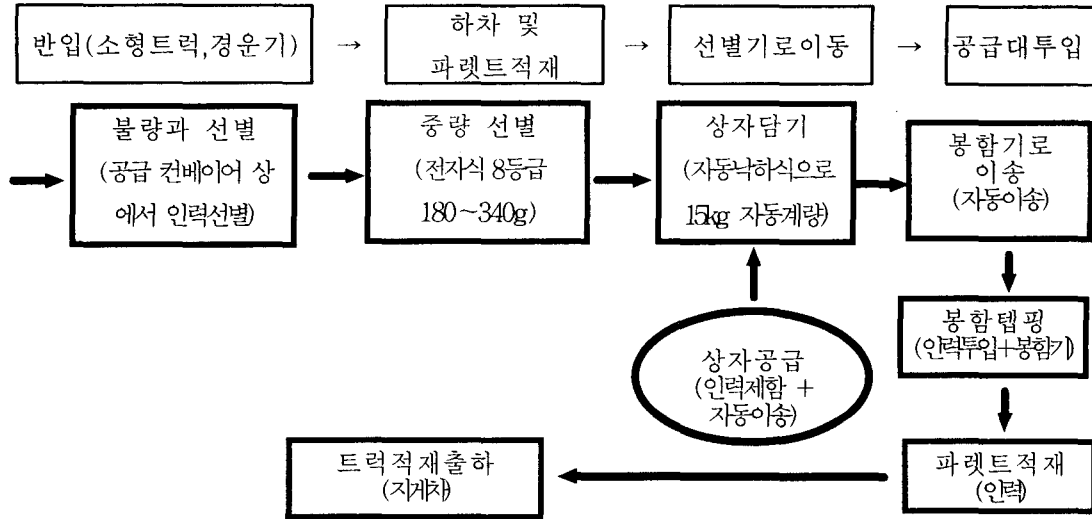 반입(소형트럭,경운기)
→
하차 및
파렛트적재
→
선별기로이동
→
공급대투입
불량과 선별
(공급 컨베이어 상
에서 인력선별)
중량 선별
(전자식 8등급
180~340g)
상자담기
(자동낙하식으로
15kg 자동계량)
봉함기로
이송
(자동이송)
봉함텝핑
(인력투입+봉함기)
상자공급
(인력제함 +
자동이송)
파렛트적재
(인력)
트럭적재출하
(지게차)